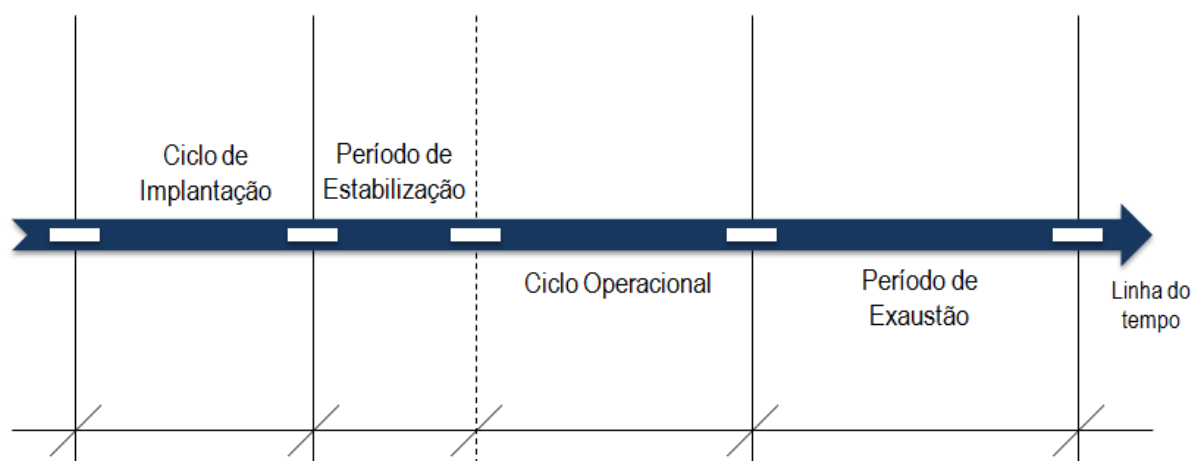 Ciclo de
Implantação
Período de
Estabilização
Ciclo Operacional
Período de
Exaustão
Linha do
tempo